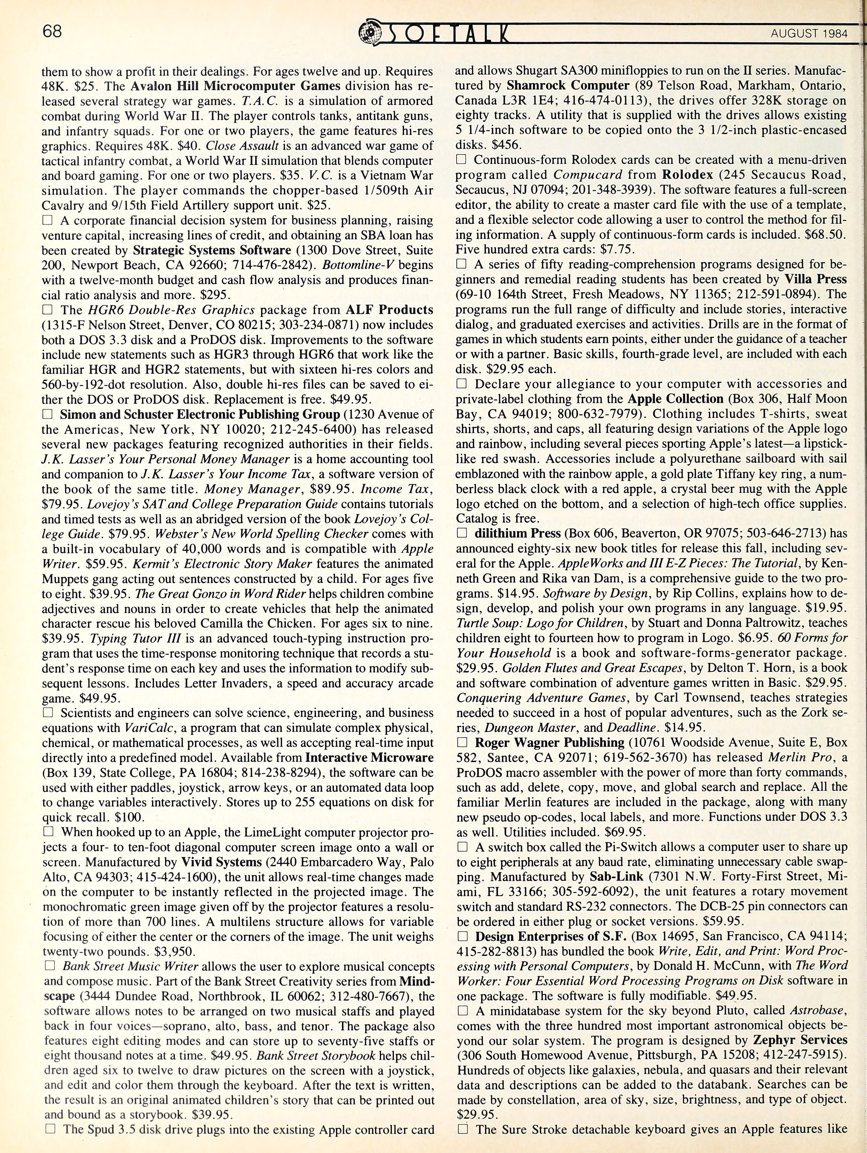 68
SOFTALK
AUGUST 1984
them to show a profit in their dealings. For ages twelve and up. Requires
48K. $25. The Avalon Hill Microcomputer Games division has re-
leased several strategy war games. T.A.C. is a simulation of armored
combat during World War II. The player controls tanks, antitank guns,
and infantry squads. For one or two players, the game features hi-res
graphics. Requires 48K. $40. Close Assault is an advanced war game of
tactical infantry combat, a World War II simulation that blends computer
and board gaming. For one or two players. $35. V.C. is a Vietnam War
simulation. The player commands the chopper-based 1/509th Air
Cavalry and 9/15th Field Artillery support unit. $25.
□ A corporate financial decision system for business planning, raising
venture capital, increasing lines of credit, and obtaining an SBA loan has
been created by Strategic Systems Software (1300 Dove Street, Suite
200, Newport Beach, CA 92660; 714-476-2842). Bottomline-V begins
with a twelve-month budget and cash flow analysis and produces finan-
cial ratio analysis and more. $295.
□ The HGR6 Double-Res Graphics package from ALF Products
(1315-F Nelson Street, Denver, CO 80215; 303-234-0871) now includes
both a DOS 3.3 disk and a ProDOS disk. Improvements to the software
include new statements such as HGR3 through HGR6 that work like the
familiar HGR and HGR2 statements, but with sixteen hi-res colors and
560-by-192-dot resolution. Also, double hi-res files can be saved to ei-
ther the DOS or ProDOS disk. Replacement is free. $49.95.
□ Simon and Schuster Electronic Publishing Group (1230 Avenue of
the Americas, New York, NY 10020; 212-245-6400) has released
several new packages featuring recognized authorities in their fields.
J.K. Lasser's Your Personal Money Manager is a home accounting tool
and companion to J.K. Lasser's Your Income Tax, a software version of
the book of the same title. Money Manager, $89.95. Income Tax,
$79.95. Lovejoy's SAT and College Preparation Guide contains tutorials
and timed tests as well as an abridged version of the book Lovejoy's Col-
lege Guide. $79.95. Webster's New World Spelling Checker comes with
a built-in vocabulary of 40,000 words and is compatible with Apple
Writer. $59.95. Kermit's Electronic Story Maker features the animated
Muppets gang acting out sentences constructed by a child. For ages five
to eight. $39.95. The Great Gonzo in Word Rider helps children combine
adjectives and nouns in order to create vehicles that help the animated
character rescue his beloved Camilla the Chicken. For ages six to nine.
$39.95. Typing Tutor III is an advanced touch-typing instruction pro-
gram that uses the time-response monitoring technique that records a stu-
dent's response time on each key and uses the information to modify sub-
sequent lessons. Includes Letter Invaders, a speed and accuracy arcade
game. $49.95.
□ Scientists and engineers can solve science, engineering, and business
equations with VariCalc, a program that can simulate complex physical,
chemical, or mathematical processes, as well as accepting real-time input
directly into a predefined model. Available from Interactive Microware
(Box 139, State College, PA 16804; 814-238-8294), the software can be
used with either paddles, joystick, arrow keys, or an automated data loop
to change variables interactively. Stores up to 255 equations on disk for
quick recall. $100.
□ When hooked up to an Apple, the LimeLight computer projector pro-
jects a four- to ten-foot diagonal computer screen image onto a wall or
screen. Manufactured by Vivid Systems (2440 Embarcadero Way, Palo
Alto, CA 94303; 415-424-1600), the unit allows real-time changes made
on the computer to be instantly reflected in the projected image. The
monochromatic green image given off by the projector features a resolu-
tion of more than 700 lines. A multilens structure allows for variable
focusing of either the center or the corners of the image. The unit weighs
twenty-two pounds. $3,950.
□ Bank Street Music Writer allows the user to explore musical concepts
and compose music. Part of the Bank Street Creativity series from Mind-
scape (3444 Dundee Road, Northbrook, IL 60062; 312-480-7667), the
software allows notes to be arranged on two musical staffs and played
back in four voices—soprano, alto, bass, and tenor. The package also
features eight editing modes and can store up to seventy-five staffs or
eight thousand notes at a time. $49.95. Bank Street Storybook helps chil-
dren aged six to twelve to draw pictures on the screen with a joystick,
and edit and color them through the keyboard. After the text is written,
the result is an original animated children's story that can be printed out
and bound as a storybook. $39.95.
□ The Spud 3.5 disk drive plugs into the existing Apple controller card
and allows Shugart SA300 minifloppies to run on the II series. Manufac-
tured by Shamrock Computer (89 Telson Road, Markham, Ontario,
Canada L3R 1E4; 416-474-0113), the drives offer 328K storage on
eighty tracks. A utility that is supplied with the drives allows existing
5 1/4-inch software to be copied onto the 3 1/2-inch plastic-encased
disks. $456.
□ Continuous-form Rolodex cards can be created with a menu-driven
program called Compucard from Rolodex (245 Secaucus Road,
Secaucus, NJ 07094; 201-348-3939). The software features a full-screen
editor, the ability to create a master card file with the use of a template,
and a flexible selector code allowing a user to control the method for fil-
ing information. A supply of continuous-form cards is included. $68.50.
Five hundred extra cards: $7.75.
□ A series of fifty reading-comprehension programs designed for be-
ginners and remedial reading students has been created by Villa Press
(69-10 164th Street, Fresh Meadows, NY 11365; 212-591-0894). The
programs run the full range of difficulty and include stories, interactive
dialog, and graduated exercises and activities. Drills are in the format of
games in which students earn points, either under the guidance of a teacher
or with a partner. Basic skills, fourth-grade level, are included with each
disk. $29.95 each.
□ Declare your allegiance to your computer with accessories and
private-label clothing from the Apple Collection (Box 306, Half Moon
Bay, CA 94019; 800-632-7979). Clothing includes T-shirts, sweat
shirts, shorts, and caps, all featuring design variations of the Apple logo
and rainbow, including several pieces sporting Apple's latest—a lipstick-
like red swash. Accessories include a polyurethane sailboard with sail
emblazoned with the rainbow apple, a gold plate Tiffany key ring, a num-
berless black clock with a red apple, a crystal beer mug with the Apple
logo etched on the bottom, and a selection of high-tech office supplies.
Catalog is free.
□ dilithium Press (Box 606, Beaverton, OR 97075; 503-646-2713) has
announced eighty-six new book titles for release this fall, including sev-
eral for the Apple. AppleWorks and III E-Z Pieces: The Tutorial, by Ken-
neth Green and Rika van Dam, is a comprehensive guide to the two pro-
grams. $14.95. Software by Design, by Rip Collins, explains how to de-
sign, develop, and polish your own programs in any language. $19.95.
Turtle Soup: Logo for Children, by Stuart and Donna Paltrowitz, teaches
children eight to fourteen how to program in Logo. $6.95. 60 Forms for
Your Household is a book and software-forms-generator package.
$29.95. Golden Flutes and Great Escapes, by Delton T. Horn, is a book
and software combination of adventure games written in Basic. $29.95.
Conquering Adventure Games, by Carl Townsend, teaches strategies
needed to succeed in a host of popular adventures, such as the Zork se-
ries, Dungeon Master, and Deadline. $14.95.
□ Roger Wagner Publishing (10761 Woodside Avenue, Suite E, Box
582, Santee, CA 92071; 619-562-3670) has released Merlin Pro, a
ProDOS macro assembler with the power of more than forty commands,
such as add, delete, copy, move, and global search and replace. All the
familiar Merlin features are included in the package, along with many
new pseudo op-codes, local labels, and more. Functions under DOS 3.3
as well. Utilities included. $69.95.
□ A switch box called the Pi-Switch allows a computer user to share up
to eight peripherals at any baud rate, eliminating unnecessary cable swap-
ping. Manufactured by Sab-Link (7301 N.W. Forty-First Street, Mi-
ami, FL 33166; 305-592-6092), the unit features a rotary movement
switch and standard RS-232 connectors. The DCB-25 pin connectors can
be ordered in either plug or socket versions. $59.95.
□ Design Enterprises of S.F. (Box 14695, San Francisco, CA 94114;
415-282-8813) has bundled the book Write, Edit, and Print: Word Proc-
essing with Personal Computers, by Donald H. McCunn, with The Word
Worker: Four Essential Word Processing Programs on Disk software in
one package. The software is fully modifiable. $49.95.
□ A minidatabase system for the sky beyond Pluto, called Astrobase,
comes with the three hundred most important astronomical objects be-
yond our solar system. The program is designed by Zephyr Services
(306 South Homewood Avenue, Pittsburgh, PA 15208; 412-247-5915).
Hundreds of objects like galaxies, nebula, and quasars and their relevant
data and descriptions can be added to the databank. Searches can be
made by constellation, area of sky, size, brightness, and type of object.
$29.95.
□ The Sure Stroke detachable keyboard gives an Apple features like